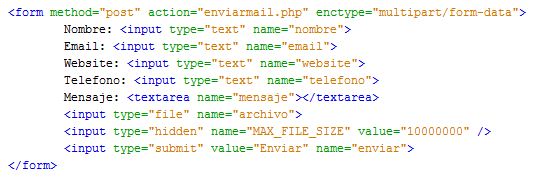 <form method="post" action="enviarmail.php" enctype="multipart/form-data">
Nombre: <input type="text" name="nombre">
Email: <input type="text" name="email">
Website: <input type="text" name="website">
Telefono: <input type="text" name="telefono">
Mensaje: <textarea name="mensaje"></textarea>
<input type="file" name="archivo">
<input type="hidden" name="MAX_FILE_SIZE" value="10000000" />
<input type="submit" value="Enviar" name="enviar">
</form>